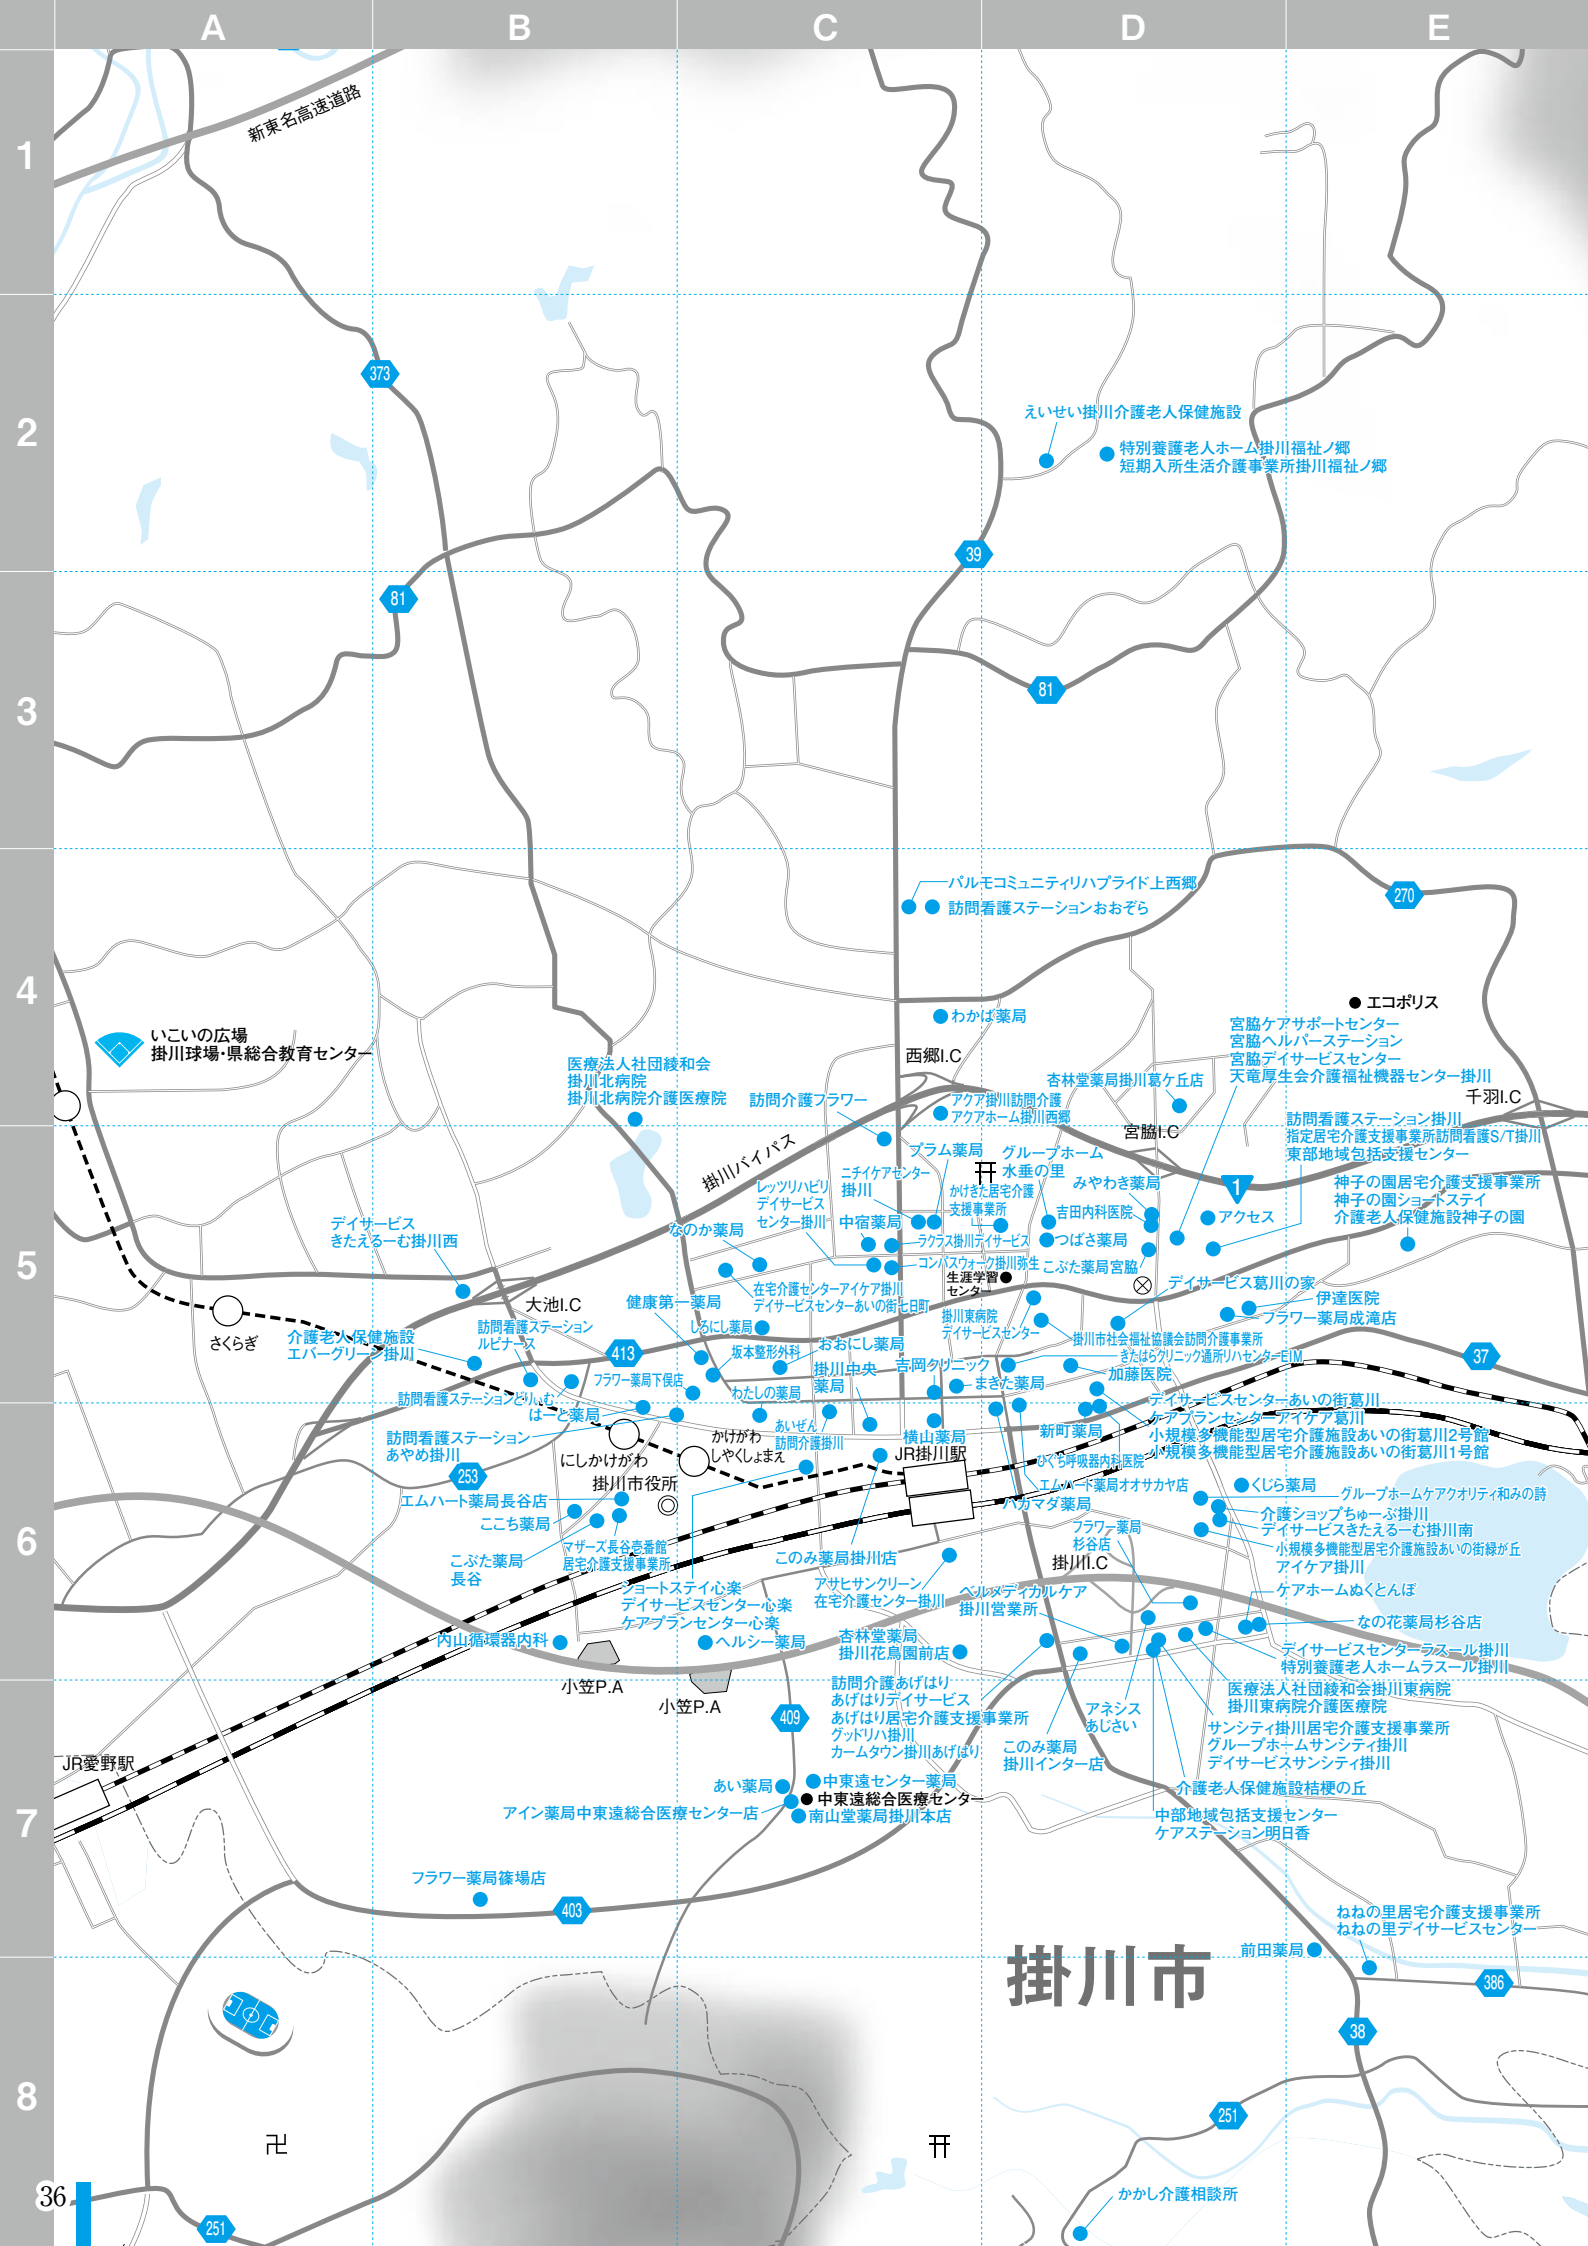 A
B
C
D
E
1
新東名高速道路
373
2
えいせい掛川介護老人保健施設
特別養護老人ホーム掛川福祉ノ郷
短期入所生活介護事業所掛川福祉ノ郷
39
81
3
81
パルモコミュニティリハプライド上西郷
訪問看護ステーションおおぞら
270
4
エコポリス
わかば薬局
いこいの広場
掛川球場・県総合教育センター
宮脇ケアサポートセンター
宮脇ヘルパーステーション
宮脇デイサービスセンター
天竜厚生会介護福祉機器センター掛川
西郷I.C
医療法人社団綾和会
掛川北病院
掛川北病院介護医療院
訪問介護フラワー
杏林堂薬局掛川葛ケ丘店
アクア掛川訪問介護
アクアホーム掛川西郷
千羽I.C
宮脇I.C
訪問看護ステーション掛川
指定居宅介護支援事業所訪問看護S/T掛川
東部地域包括支援センター
掛川バイパス
プラム薬局
グループホーム
水垂の里
ニチイケアセンター
掛川
かけきた居宅介護
支援事業所
みやわき薬局
1
神子の園居宅介護支援事業所
神子の園ショートステイ
介護老人保健施設神子の園
レッツリハビリ
デイサービス
センター掛川
なのか薬局
中宿薬局
吉田内科医院
アクセス
デイサービス
きたえるーむ掛川西
5
ラクラス掛川デイサービス
つばさ薬局
コンパスウォーク掛川弥生
こぶた薬局宮脇
生涯学習
センター
在宅介護センターアイケア掛川
デイサービスセンターあいの街七日町
デイサービス葛川の家
大池I.C
健康第一薬局
伊達医院
フラワー薬局成滝店
さくらぎ
介護老人保健施設
エバーグリーン掛川
訪問看護ステーション
ルピナース
しろにし薬局
掛川東病院
デイサービスセンター
掛川市社会福祉協議会訪問介護事業所
413
坂本整形外科
おおにし薬局
きたはらクリニック通所リハセンターEIM
37
フラワー薬局下俣店
掛川中央
薬局
吉岡クリニック
まきた薬局
加藤医院
訪問看護ステーションどりぃむ
わたしの薬局
はーと薬局
デイサービスセンターあいの街葛川
ケアプランセンターアイケア葛川
小規模多機能型居宅介護施設あいの街葛川2号館
小規模多機能型居宅介護施設あいの街葛川1号館
訪問看護ステーション
あやめ掛川
あいぜん
訪問介護掛川
かけがわ
しやくしょまえ
横山薬局
新町薬局
にしかけがわ
JR掛川駅
ひぐち呼吸器内科医院
253
掛川市役所
エムハート薬局オオサカヤ店
くじら薬局
エムハート薬局長谷店
ハカマダ薬局
グループホームケアクオリティ和みの詩
ここち薬局
介護ショップちゅーぶ掛川
デイサービスきたえるーむ掛川南
6
フラワー薬局
杉谷店
マザーズ長谷壱番館
居宅介護支援事業所
小規模多機能型居宅介護施設あいの街緑が丘
アイケア掛川
こぶた薬局
長谷
このみ薬局掛川店
掛川I.C
ショートステイ心楽
デイサービスセンター心楽
ケアプランセンター心楽
アサヒサンクリーン
在宅介護センター掛川
ベルメディカルケア
掛川営業所
ケアホームぬくとんぼ
なの花薬局杉谷店
内山循環器内科
ヘルシー薬局
杏林堂薬局
掛川花鳥園前店
デイサービスセンターラスール掛川
特別養護老人ホームラスール掛川
小笠P.A
小笠P.A
訪問介護あげはり
あげはりデイサービス
あげはり居宅介護支援事業所
グッドリハ掛川
カームタウン掛川あげはり
医療法人社団綾和会掛川東病院
掛川東病院介護医療院
409
アネシス
あじさい
サンシティ掛川居宅介護支援事業所
グループホームサンシティ掛川
デイサービスサンシティ掛川
このみ薬局
掛川インター店
JR愛野駅
あい薬局
中東遠センター薬局
中東遠総合医療センター
介護老人保健施設桔梗の丘
アイン薬局中東遠総合医療センター店
南山堂薬局掛川本店
中部地域包括支援センター
ケアステーション明日香
7
フラワー薬局篠場店
403
ねねの里居宅介護支援事業所
ねねの里デイサービスセンター
前田薬局
掛川市
386
38
8
251
36
かかし介護相談所
251